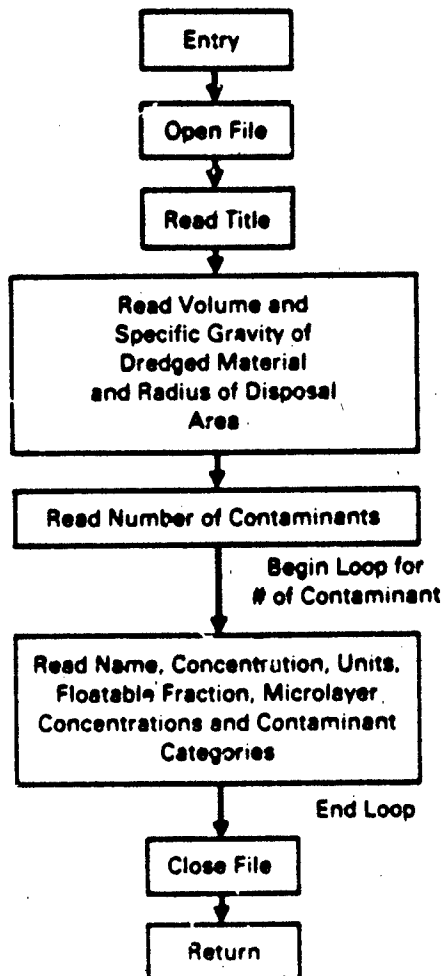 Entry
Open File
Read Title
Read Volume and
Specific Gravity of
Dredged Material
and Radius of Disposal
Area
Read Number of Contaminants
Begin Loop for
# of Contaminant
Read Name, Concentration, Units,
Floatable Fraction, Microlayer
Concentrations and Contaminant
Categories
End Loop
Close File
Return